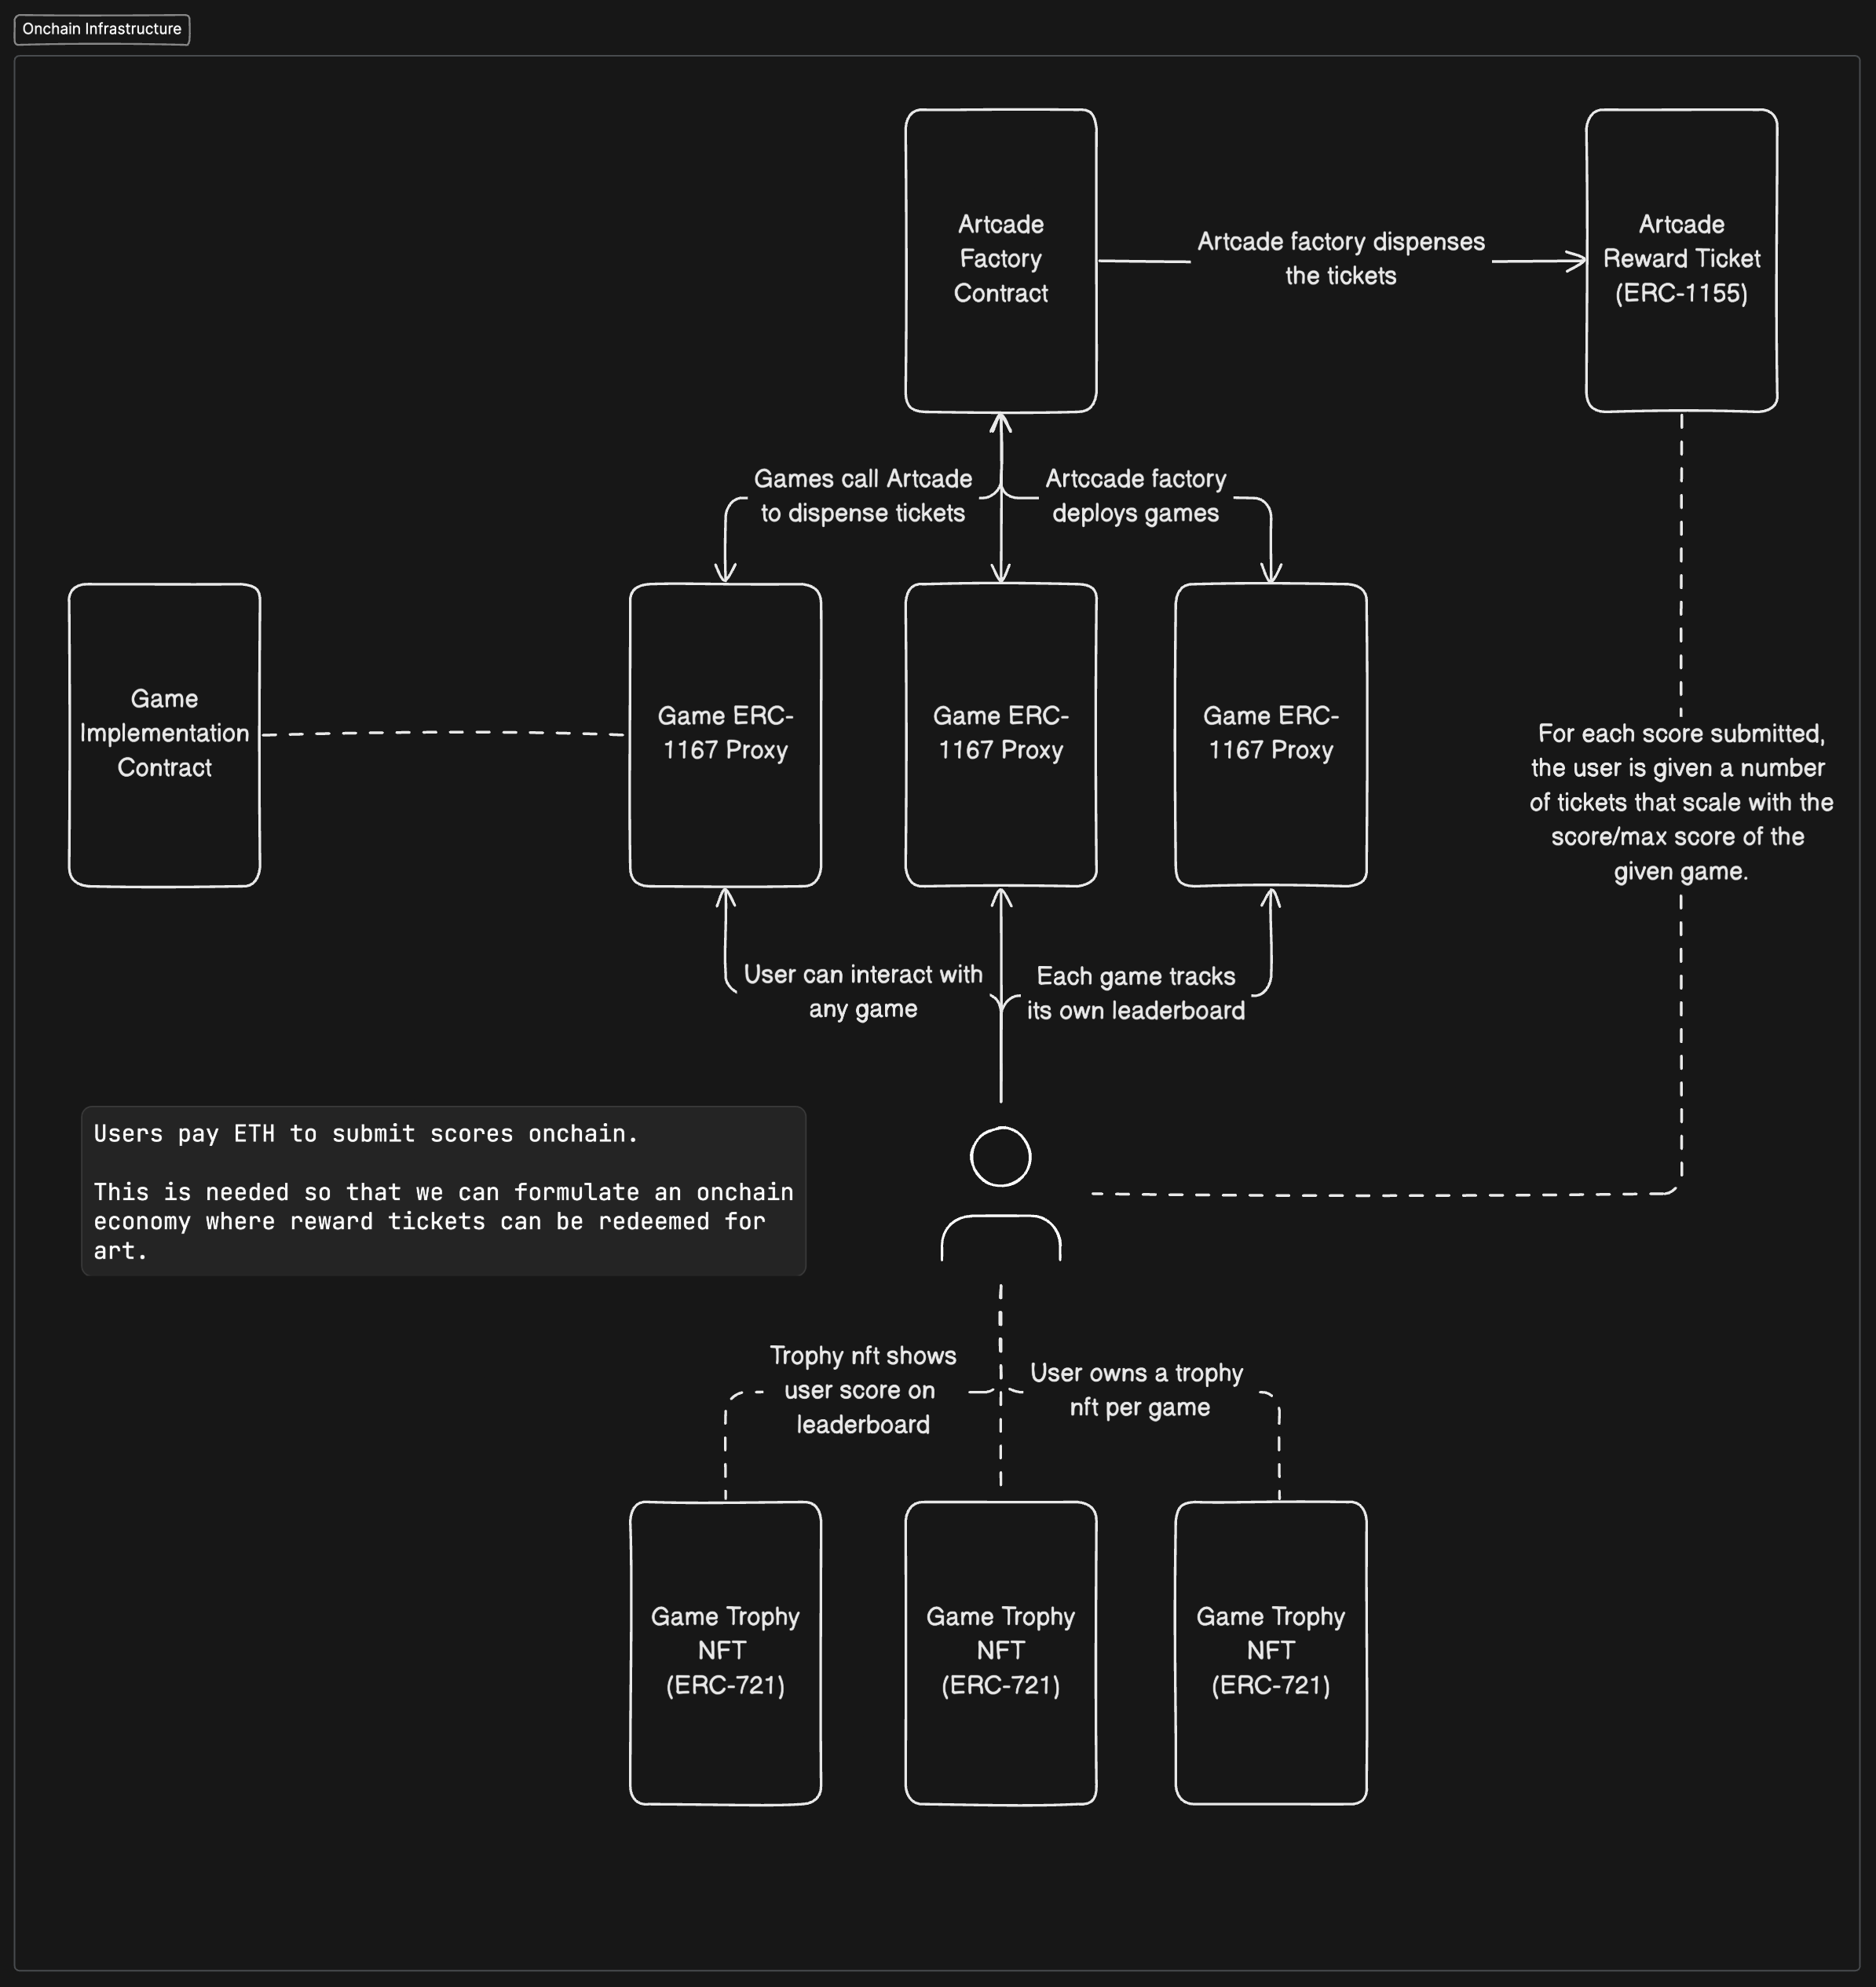 Onchain Infrastructure
Artcade
Factory
Contract
Artcade factory dispenses
the tickets
Artcade
Reward Ticket
(ERC-1155)
Games call Artcade
to dispense tickets
Artccade factory
deploys games
Game
Implementation
Contract
Game ERC-
1167 Proxy
Game ERC-
1167 Proxy
Game ERC-
1167 Proxy
For each score submitted,
the user is given a number
of tickets that scale with the
score/max score of the
given game.
User can interact with
any game
Each game tracks
its own leaderboard
Users pay ETH to submit scores onchain.
This is needed so that we can formulate an onchain
economy where reward tickets can be redeemed for
art.
Trophy nft shows
user score on
leaderboard
User owns a trophy
nft per game
Game Trophy
NFT
(ERC-721)
Game Trophy
NFT
(ERC-721)
Game Trophy
NFT
(ERC-721)